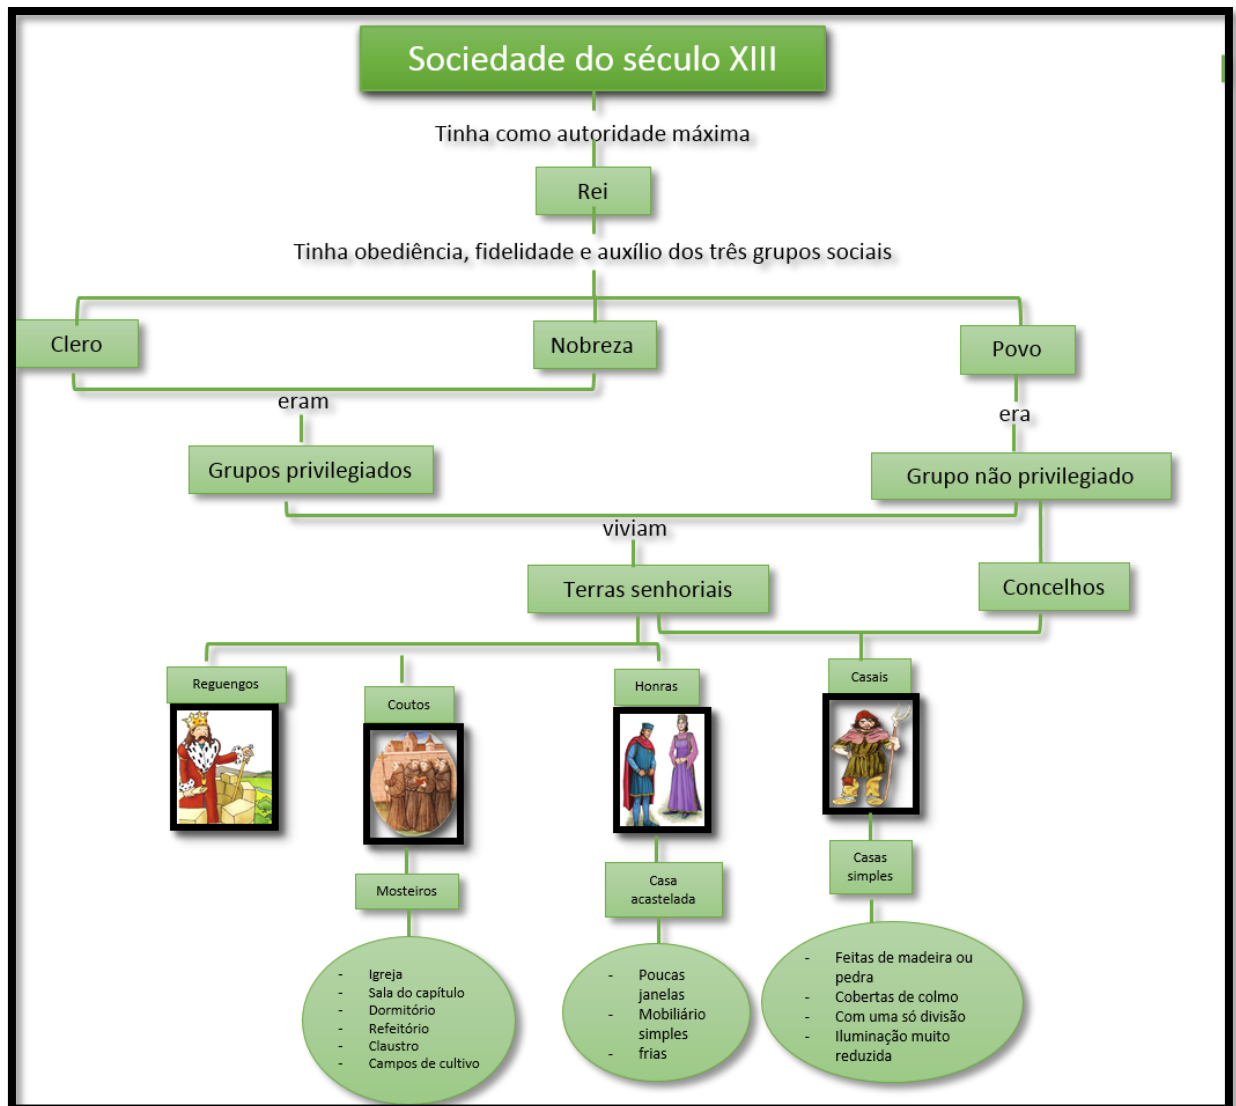 Sociedade do século XIII
Tinha como autoridade máxima
Rei
Tinha obediência, fidelidade e auxílio dos três grupos sociais
Clero
Nobreza
Povo
eram
era
Grupos privilegiados
Grupo não privilegiado
viviam
Terras senhoriais
Concelhos
Reguengos
Coutos
Honras
Casais
Mosteiros
Casa
acastelada
Casas
simples
- Igreja
- Sala do capítulo
- Dormitório
- Refeitório
- Claustro
- Campos de cultivo
- Poucas
janelas
- Mobiliário
simples
- frias
- Feitas de madeira ou
pedra
- Cobertas de colmo
- Com uma só divisão
- Iluminação muito
reduzida